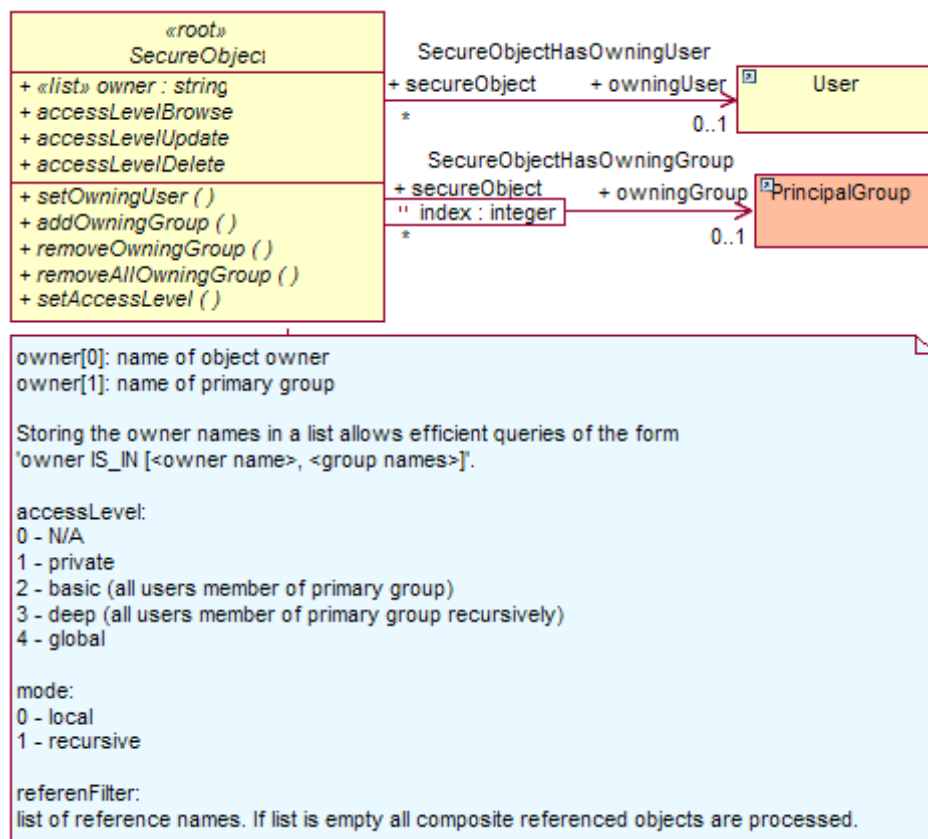 «root»
SecureObject
+ «list» owner : string
+ accessLevelBrowse
+ accessLevelUpdate
+ accessLevelDelete
+ setOwningUser ( )
+ addOwningGroup ( )
+ removeOwningGroup ( )
+ removeAllOwningGroup ( )
+ setAccessLevel ( )
SecureObjectHasOwningUser
+ secureObject + owningUser
* 0..1
User
SecureObjectHasOwningGroup
+ secureObject + owningGroup
" index : integer
* 0..1
PrincipalGroup
owner[0]: name of object owner
owner[1]: name of primary group
Storing the owner names in a list allows efficient queries of the form
'owner IS_IN [<owner name>, <group names>]'.
accessLevel:
0 - N/A
1 - private
2 - basic (all users member of primary group)
3 - deep (all users member of primary group recursively)
4 - global
mode:
0 - local
1 - recursive
referenFilter:
list of reference names. If list is empty all composite referenced objects are processed.